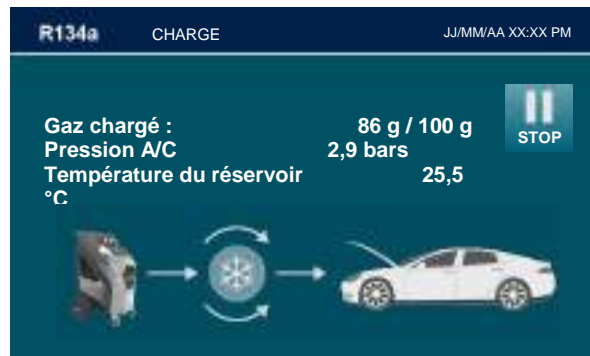 R134a CHARGE JJ/MM/AA XX:XX PM
Gaz chargé : 86 g / 100 g
Pression A/C 2,9 bars
Température du réservoir 25,5
°C
STOP